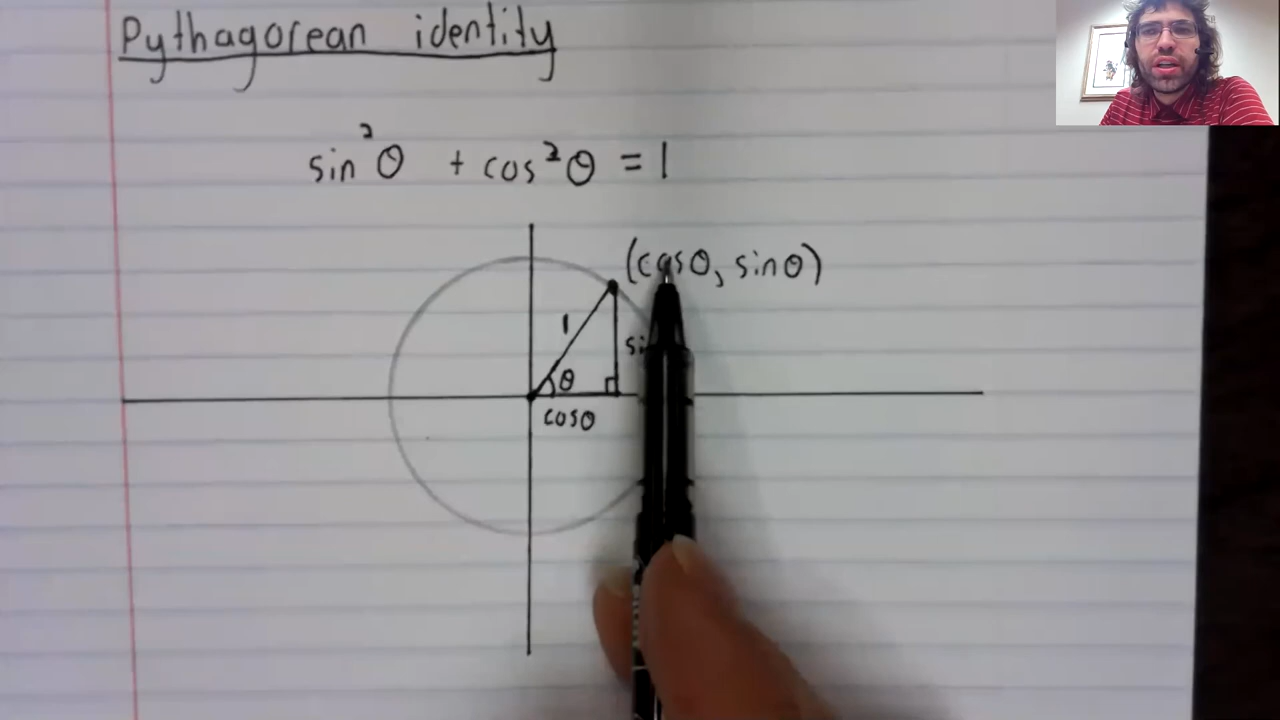 Pythagorean identity
sin²θ + cos²θ = 1
(cosθ, sinθ)
1
θ
cosθ